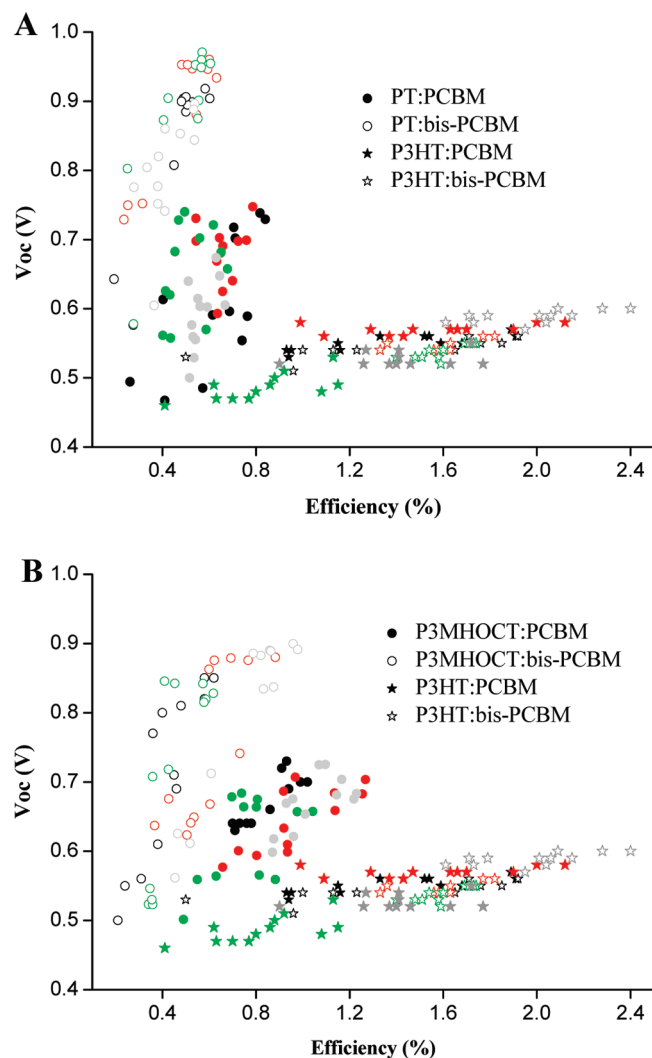 A
1.0
0.9
0.8
0.7
0.6
0.5
0.4
Voc (V)
PT:PCBM
PT:bis-PCBM
P3HT:PCBM
P3HT:bis-PCBM
0.4 0.8 1.2 1.6 2.0 2.4
Efficiency (%)
B
1.0
0.9
0.8
0.7
0.6
0.5
0.4
Voc (V)
P3MHOCT:PCBM
P3MHOCT:bis-PCBM
P3HT:PCBM
P3HT:bis-PCBM
0.4 0.8 1.2 1.6 2.0 2.4
Efficiency (%)